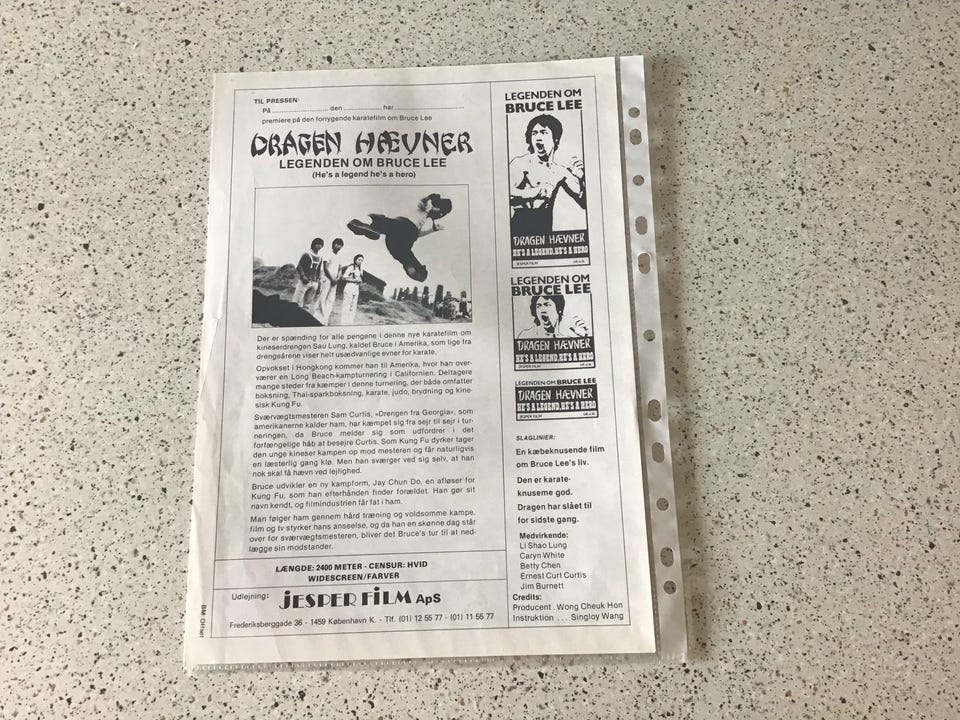 TIL PRESSEN:
På ........................... den .................. har ...........................
premiere på den forrygende karatefilm om Bruce Lee
DRAGEN HÆVNER
LEGENDEN OM BRUCE LEE
(He's a legend he's a hero)
Der er spænding for alle pengene i denne nye karatefilm om
kineserdrengen Sau Lung, kaldet Bruce i Amerika, som lige fra
drengeårene viser helt usædvanlige evner for karate.
Opvokset i Hongkong kommer han til Amerika, hvor han over-
værer en Long Beach-kampturnering i Californien. Deltagere
mange steder fra kæmper i denne turnering, der både omfatter
boksning, Thai-sparkboksning, karate, judo, brydning og kine-
sisk Kung Fu.
Sværvægtsmesteren Sam Curtis, »Drengen fra Georgia«, som
amerikanerne kalder ham, har kæmpet sig fra sejr til sejr i tur-
neringen, da Bruce melder sig som udfordrer i det
forfængelige håb at besejre Curtis. Som Kung Fu dyrker tager
den unge kineser kampen op mod mesteren og får naturligvis
en læsterlig gang klø. Men han sværger ved sig selv, at han
nok skal få hævn ved lejlighed.
Bruce udvikler en ny kampform, Jay Chun Do, en afløser for
Kung Fu, som han efterhånden finder forældet. Han gør sit
navn kendt, og filmindustrien får fat i ham.
Man følger ham gennem hård træning og voldsomme kampe.
film og tv styrker hans anseelse, og da han en skønne dag står
over for sværvægtsmesteren, bliver det Bruce's tur til at ned-
lægge sin modstander.
LÆNGDE: 2400 METER - CENSUR: HVID
WIDESCREEN/FARVER
Udlejning: JESPER FILM ApS
Frederiksberggade 36 - 1459 København K. - Tlf. (01) 12 55 77 - (01) 11 55 77
BM Offset
LEGENDEN OM
BRUCE LEE
DRAGEN HÆVNER
HE'S A LEGEND, HE'S A HERO
JESPER FILM
LEGENDEN OM
BRUCE LEE
DRAGEN HÆVNER
HE'S A LEGEND, HE'S A HERO
JESPER FILM
LEGENDEN OM BRUCE LEE
DRAGEN HÆVNER
HE'S A LEGEND, HE'S A HERO
JESPER FILM
SLAGLINIER:
En kæbeknusende film
om Bruce Lee's liv.
Den er karate-
knuseme god.
Dragen har slået til
for sidste gang.
Medvirkende:
Li Shao Lung
Caryn White
Betty Chen
Ernest Curt Curtis
Jim Burnett
Credits:
Producent . Wong Cheuk Hon
Instruktion ... Singloy Wang